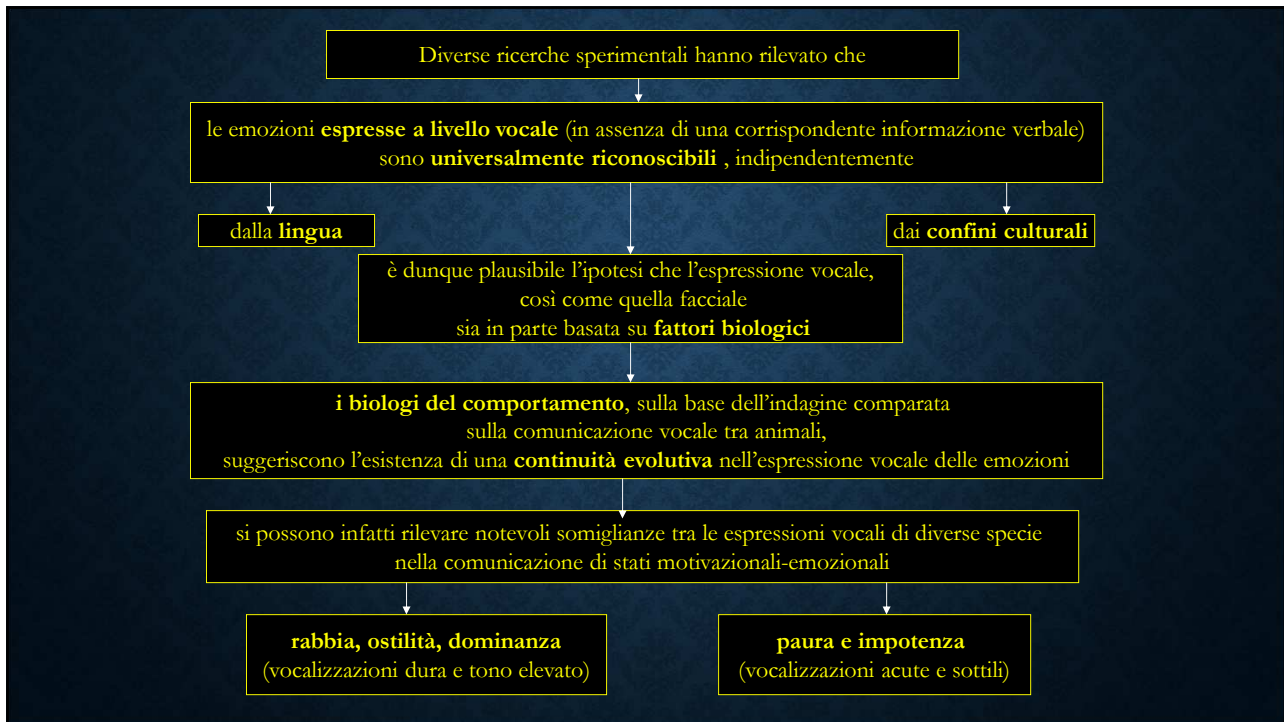 Diverse ricerche sperimentali hanno rilevato che
le emozioni espresse a livello vocale (in assenza di una corrispondente informazione verbale)
sono universalmente riconoscibili , indipendentemente
dalla lingua
dai confini culturali
è dunque plausibile l’ipotesi che l’espressione vocale,
così come quella facciale
sia in parte basata su fattori biologici
i biologi del comportamento, sulla base dell’indagine comparata
sulla comunicazione vocale tra animali,
suggeriscono l’esistenza di una continuità evolutiva nell’espressione vocale delle emozioni
si possono infatti rilevare notevoli somiglianze tra le espressioni vocali di diverse specie
nella comunicazione di stati motivazionali-emozionali
rabbia, ostilità, dominanza
(vocalizzazioni dura e tono elevato)
paura e impotenza
(vocalizzazioni acute e sottili)